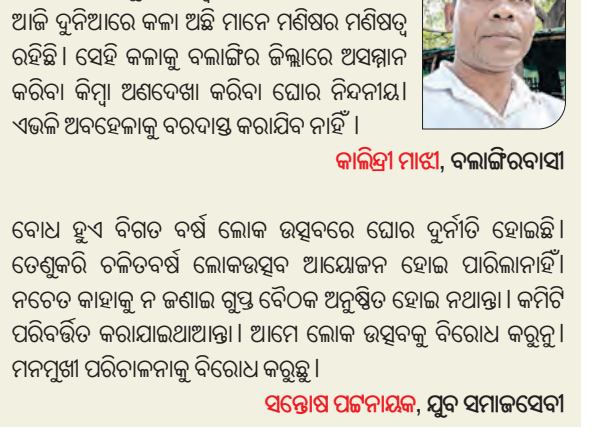 ଆଜି ଦୁନିଆରେ କଳା ଅଛି ମାନେ ମଣିଷର ମଣିଷତ୍ୱ
ରହିଛି। ସେହି କଳାକୁ ବଲାଙ୍ଗିର ଜିଲ୍ଲାରେ ଅସମ୍ମାନ
କରିବା କିମ୍ବା ଅଣଦେଖା କରିବା ଘୋର ନିନ୍ଦନୀୟ।
ଏଭଳି ଅବହେଳାକୁ ବରଦାସ୍ତ କରାଯିବ ନାହିଁ ।
କାଳିନ୍ଦ୍ରୀ ମାଝୀ, ବଲାଙ୍ଗିରବାସୀ
ବୋଧ ହୁଏ ବିଗତ ବର୍ଷ ଲୋକ ଉତ୍ସବରେ ଘୋର ଦୁର୍ନୀତି ହୋଇଛି।
ତେଣୁକରି ଚଳିତବର୍ଷ ଲୋକଉତ୍ସବ ଆୟୋଜନ ହୋଇ ପାରିଲାନାହିଁ।
ନଚେତ କାହାକୁ ନ ଜଣାଇ ଗୁପ୍ତ ବୈଠକ ଅନୁଷ୍ଠିତ ହୋଇ ନଥାନ୍ତା। କମିଟି
ପରିବର୍ତ୍ତିତ କରାଯାଇଥାଆନ୍ତା। ଆମେ ଲୋକ ଉତ୍ସବକୁ ବିରୋଧ କରୁନୁ।
ମନମୁଖୀ ପରିଚାଳନାକୁ ବିରୋଧ କରୁଛୁ।
ସନ୍ତୋଷ ପଟ୍ଟନାୟକ, ଯୁବ ସମାଜସେବୀ